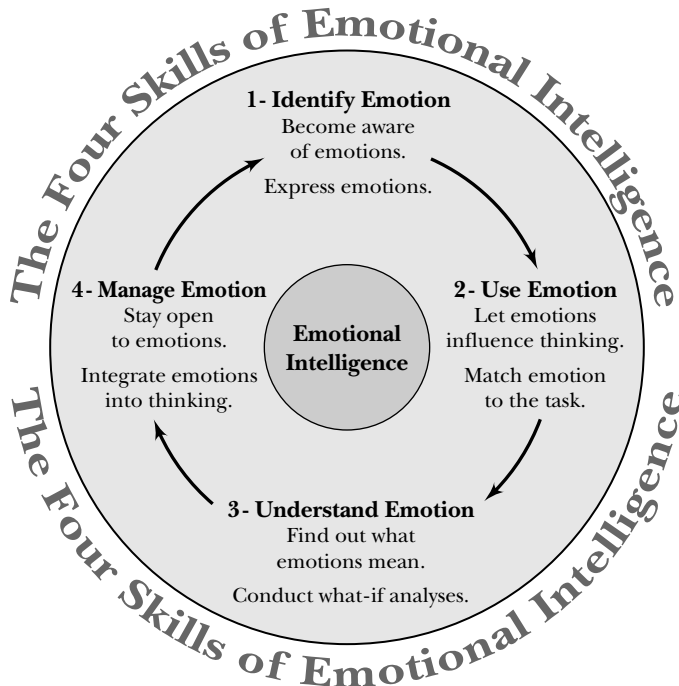 The Four Skills of Emotional Intelligence
1- Identify Emotion
Become aware
of emotions.
Express emotions.
2- Use Emotion
Let emotions
influence thinking.
Match emotion
to the task.
3- Understand Emotion
Find out what
emotions mean.
Conduct what-if analyses.
4- Manage Emotion
Stay open
to emotions.
Integrate emotions
into thinking.
Emotional
Intelligence
The Four Skills of Emotional Intelligence